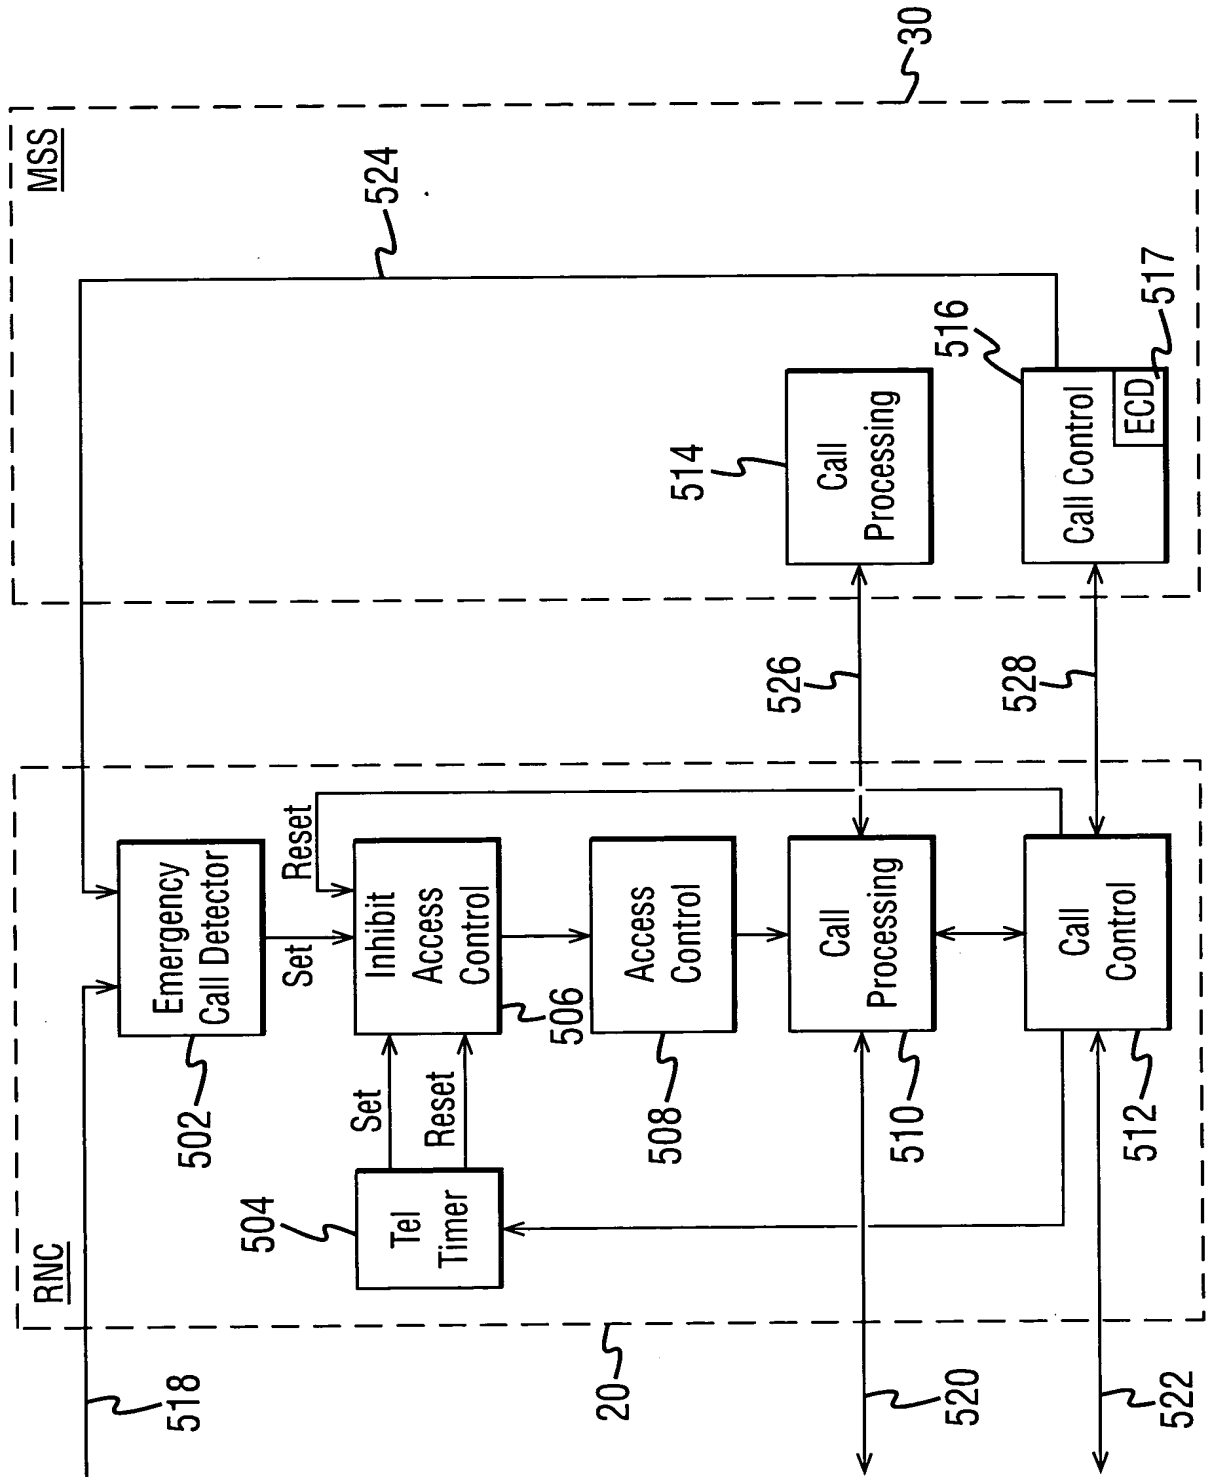 RNC
MSS
518
524
Emergency
Call Detector
502
Set
Reset
504
Tel
Timer
Set
Reset
Inhibit
Access
Control
506
Access
Control
508
Call
Processing
510
526
514
Call
Processing
520
Call
Control
512
528
516
Call Control
ECD
517
522
20
30